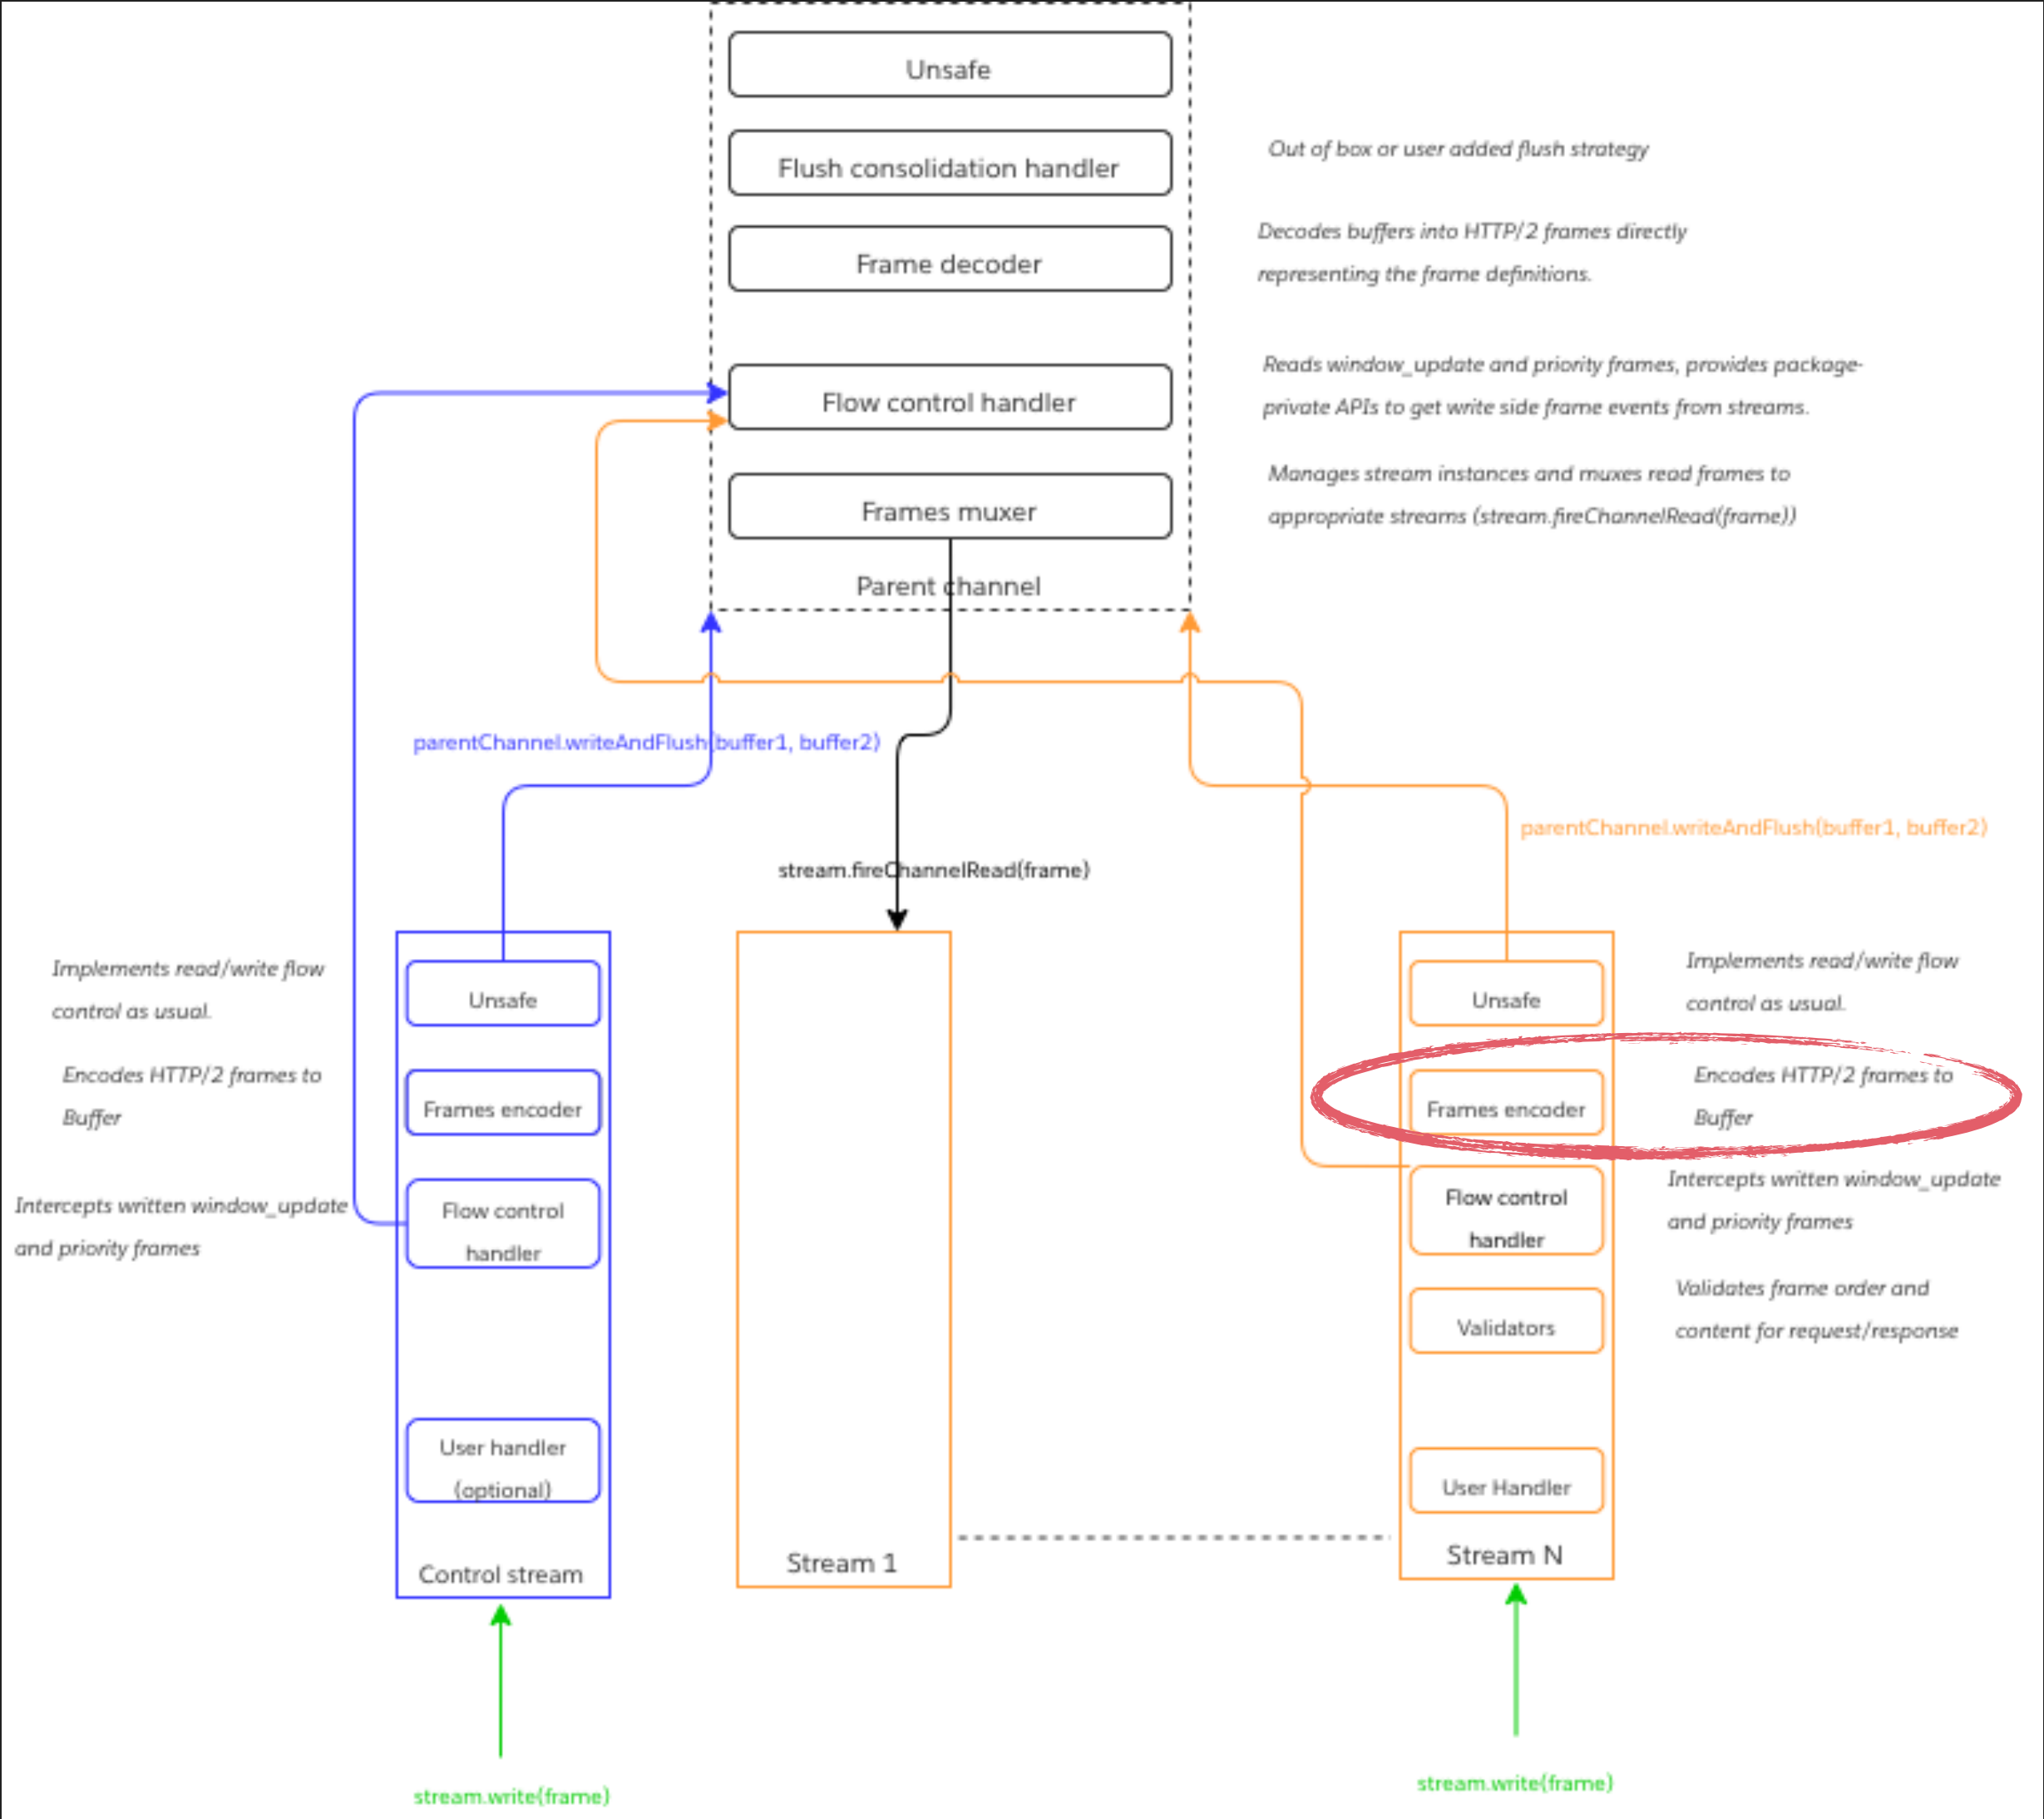 Unsafe
Flush consolidation handler
Out of box or user added flush strategy
Frame decoder
Decodes buffers into HTTP/2 frames directly
representing the frame definitions.
Flow control handler
Reads window_update and priority frames, provides package-
private APIs to get write side frame events from streams.
Frames muxer
Manages stream instances and muxes read frames to
appropriate streams (stream.fireChannelRead(frame))
Parent channel
parentChannel.writeAndFlush(buffer1, buffer2)
parentChannel.writeAndFlush(buffer1, buffer2)
stream.fireChannelRead(frame)
Implements read/write flow
control as usual.
Encodes HTTP/2 frames to
Buffer
Intercepts written window_update
and priority frames
Unsafe
Frames encoder
Flow control
handler
User handler
(optional)
Control stream
stream.write(frame)
Stream 1
Unsafe
Frames encoder
Flow control
handler
Validators
User Handler
Stream N
stream.write(frame)
Implements read/write flow
control as usual.
Encodes HTTP/2 frames to
Buffer
Intercepts written window_update
and priority frames
Validates frame order and
content for request/response